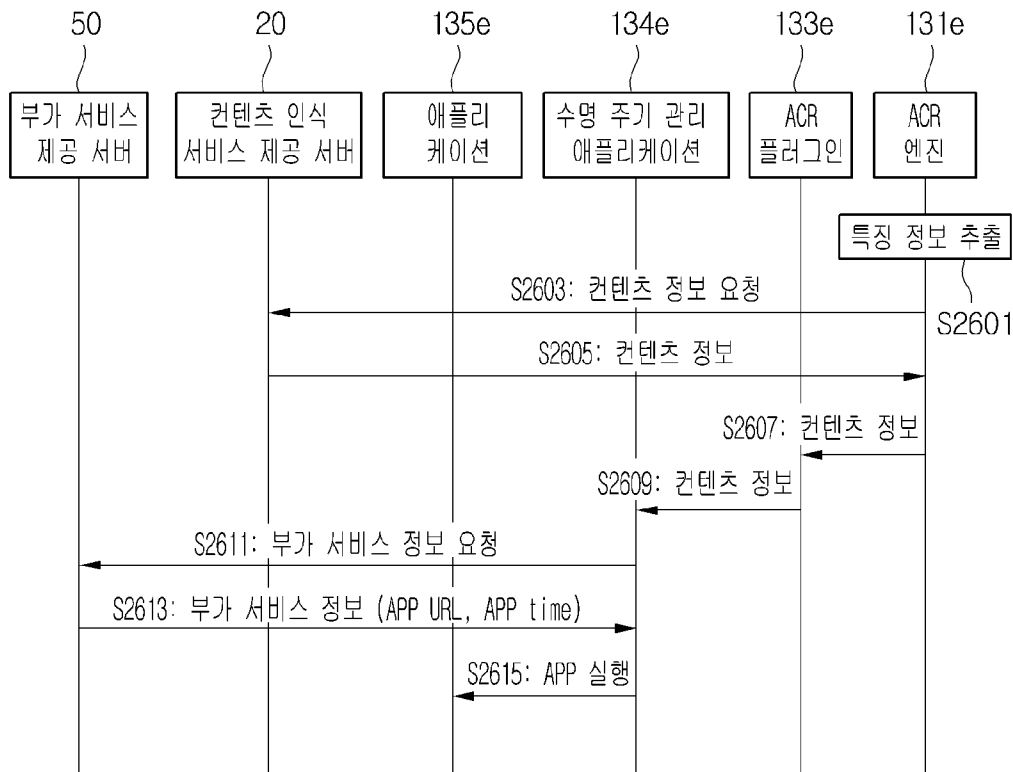 50
20
135e
134e
133e
131e
부가 서비스
제공 서버
컨텐츠 인식
서비스 제공 서버
애플리
케이션
수명 주기 관리
애플리케이션
ACR
플러그인
ACR
엔진
특징 정보 추출
S2603: 컨텐츠 정보 요청
S2601
S2605: 컨텐츠 정보
S2607: 컨텐츠 정보
S2609: 컨텐츠 정보
S2611: 부가 서비스 정보 요청
S2613: 부가 서비스 정보 (APP URL, APP time)
S2615: APP 실행